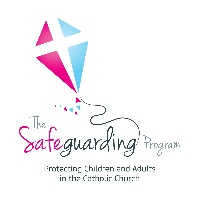 The
Safeguarding Program
Protecting Children and Adults
in the Catholic Church